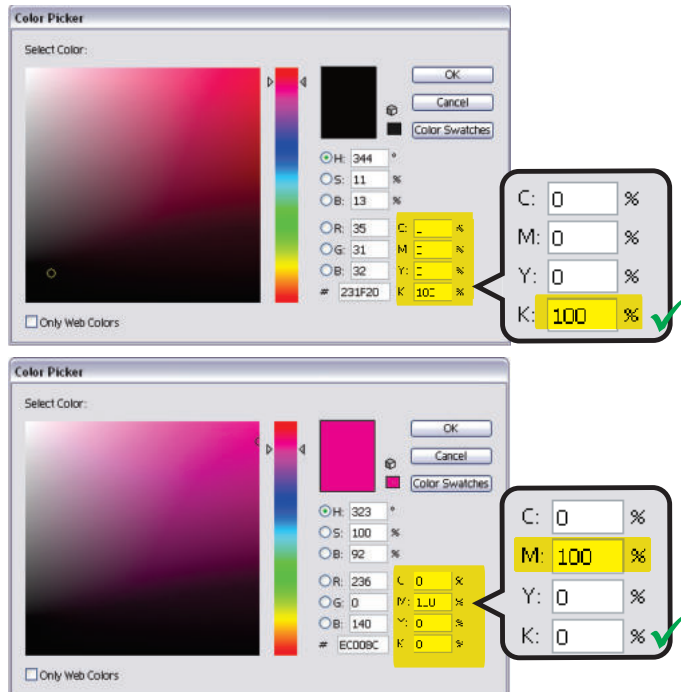 Color Picker
Select Color:
OK
Cancel
Color Swatches
H: 344 °
S: 11 %
B: 13 %
R: 35
G: 31
B: 32
# 231F20
C: %
M %
Y: %
K 100 %
Only Web Colors
C: 0 %
M: 0 %
Y: 0 %
K: 100 %
Color Picker
Select Color:
OK
Cancel
Color Swatches
H: 323 °
S: 100 %
B: 92 %
R: 236
G: 0
B: 140
# EC008C
C 0 %
M: 100 %
Y: 0 %
K 0 %
Only Web Colors
C: 0 %
M: 100 %
Y: 0 %
K: 0 %